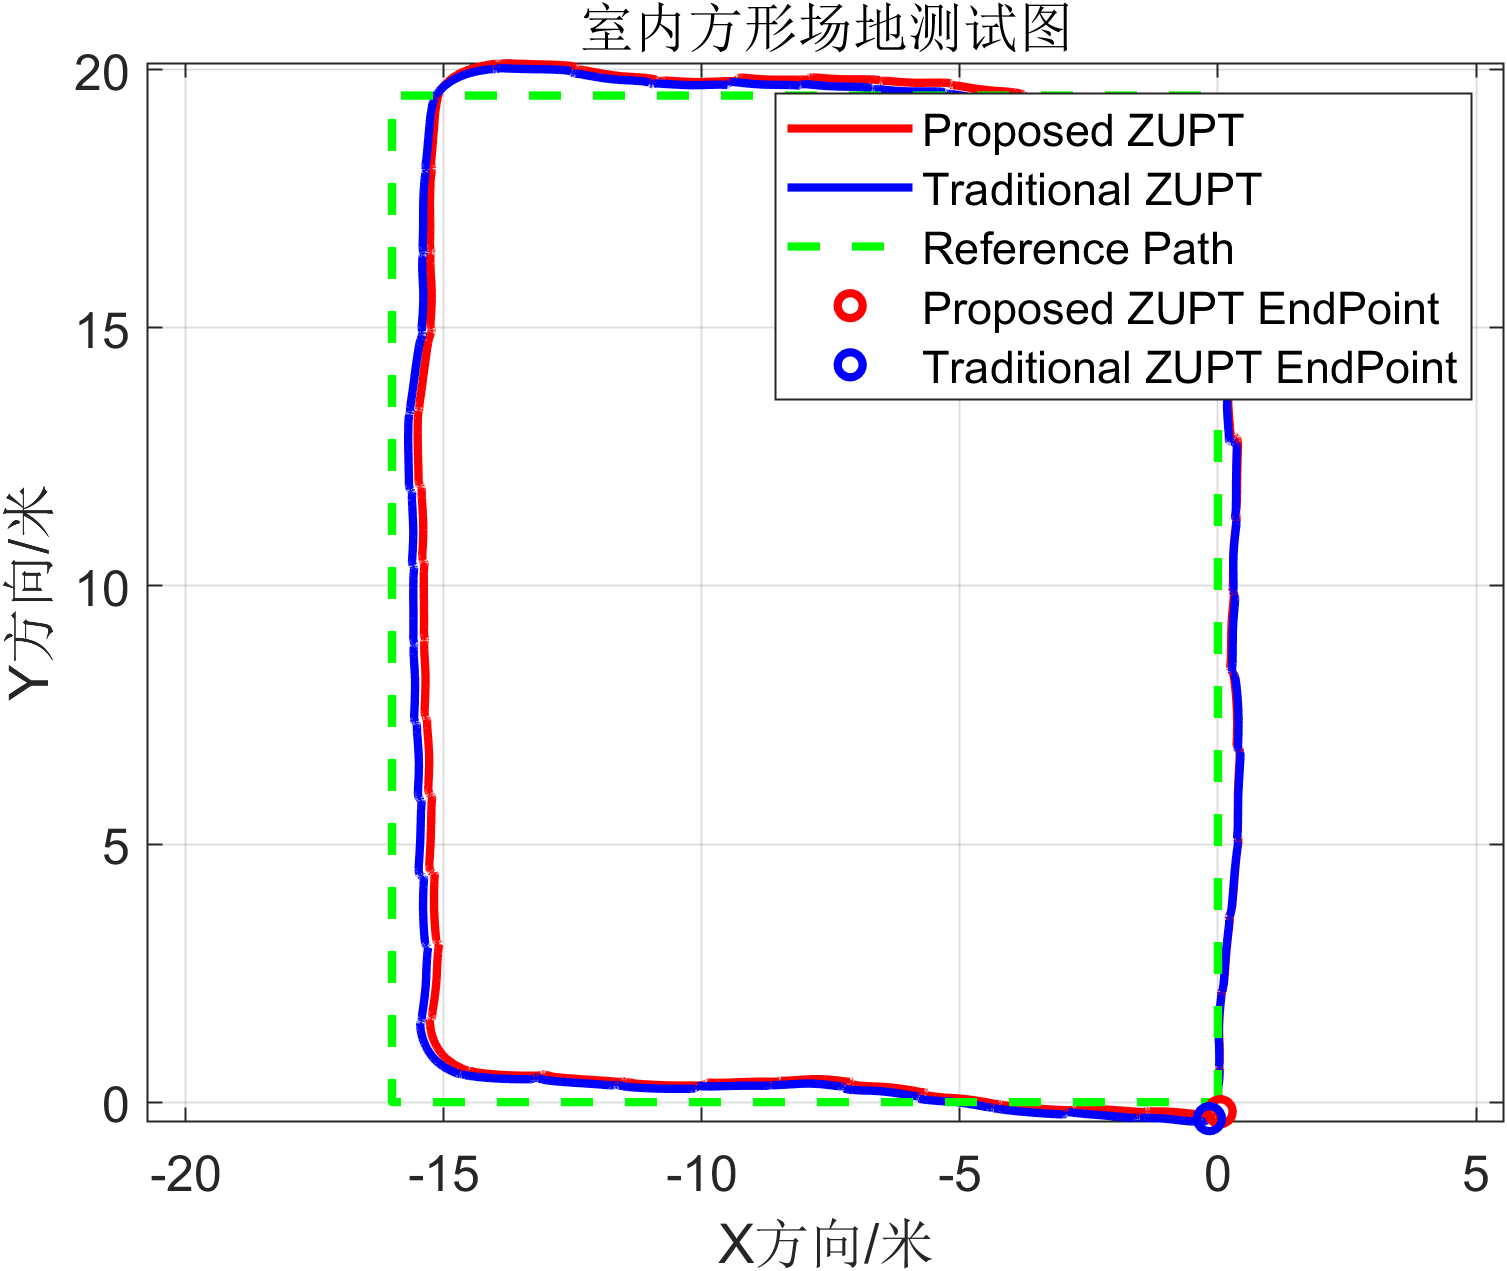 室内方形场地测试图
20
15
10
5
0
Y方向/米
Proposed ZUPT
Traditional ZUPT
Reference Path
Proposed ZUPT EndPoint
Traditional ZUPT EndPoint
-20 -15 -10 -5 0 5
X方向/米